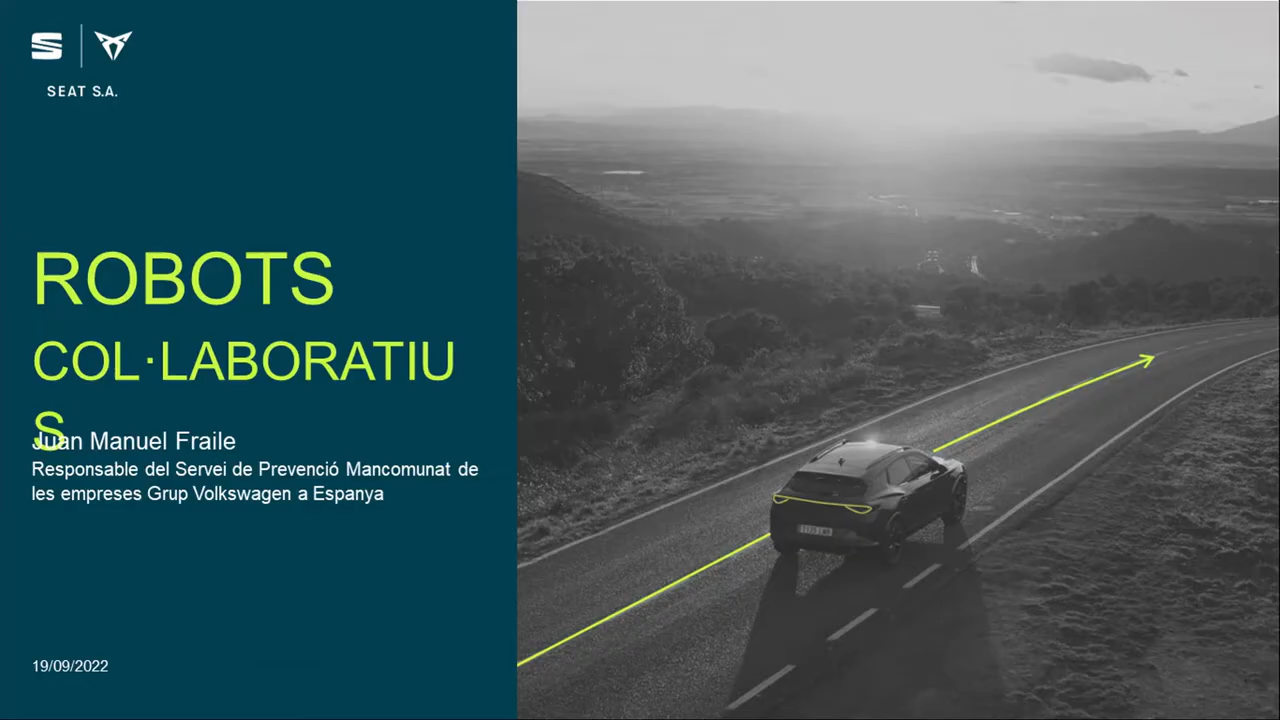 SEAT S.A.
ROBOTS
COL·LABORATIU
S
Juan Manuel Fraile
Responsable del Servei de Prevenció Mancomunat de
les empreses Grup Volkswagen a Espanya
19/09/2022